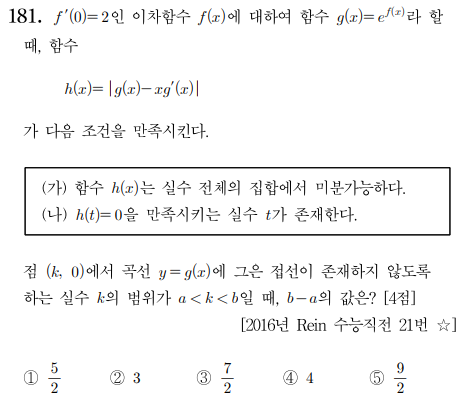 181. f′(0)=2인 이차함수 f(x)에 대하여 함수 g(x)=e^{f(x)}라 할
때, 함수
h(x)=|g(x)-xg′(x)|
가 다음 조건을 만족시킨다.
(가) 함수 h(x)는 실수 전체의 집합에서 미분가능하다.
(나) h(t)=0을 만족시키는 실수 t가 존재한다.
점 (k, 0)에서 곡선 y=g(x)에 그은 접선이 존재하지 않도록
하는 실수 k의 범위가 a<k<b일 때, b-a의 값은? [4점]
[2016년 Rein 수능직전 21번 ☆]
① 5/2 ② 3 ③ 7/2 ④ 4 ⑤ 9/2